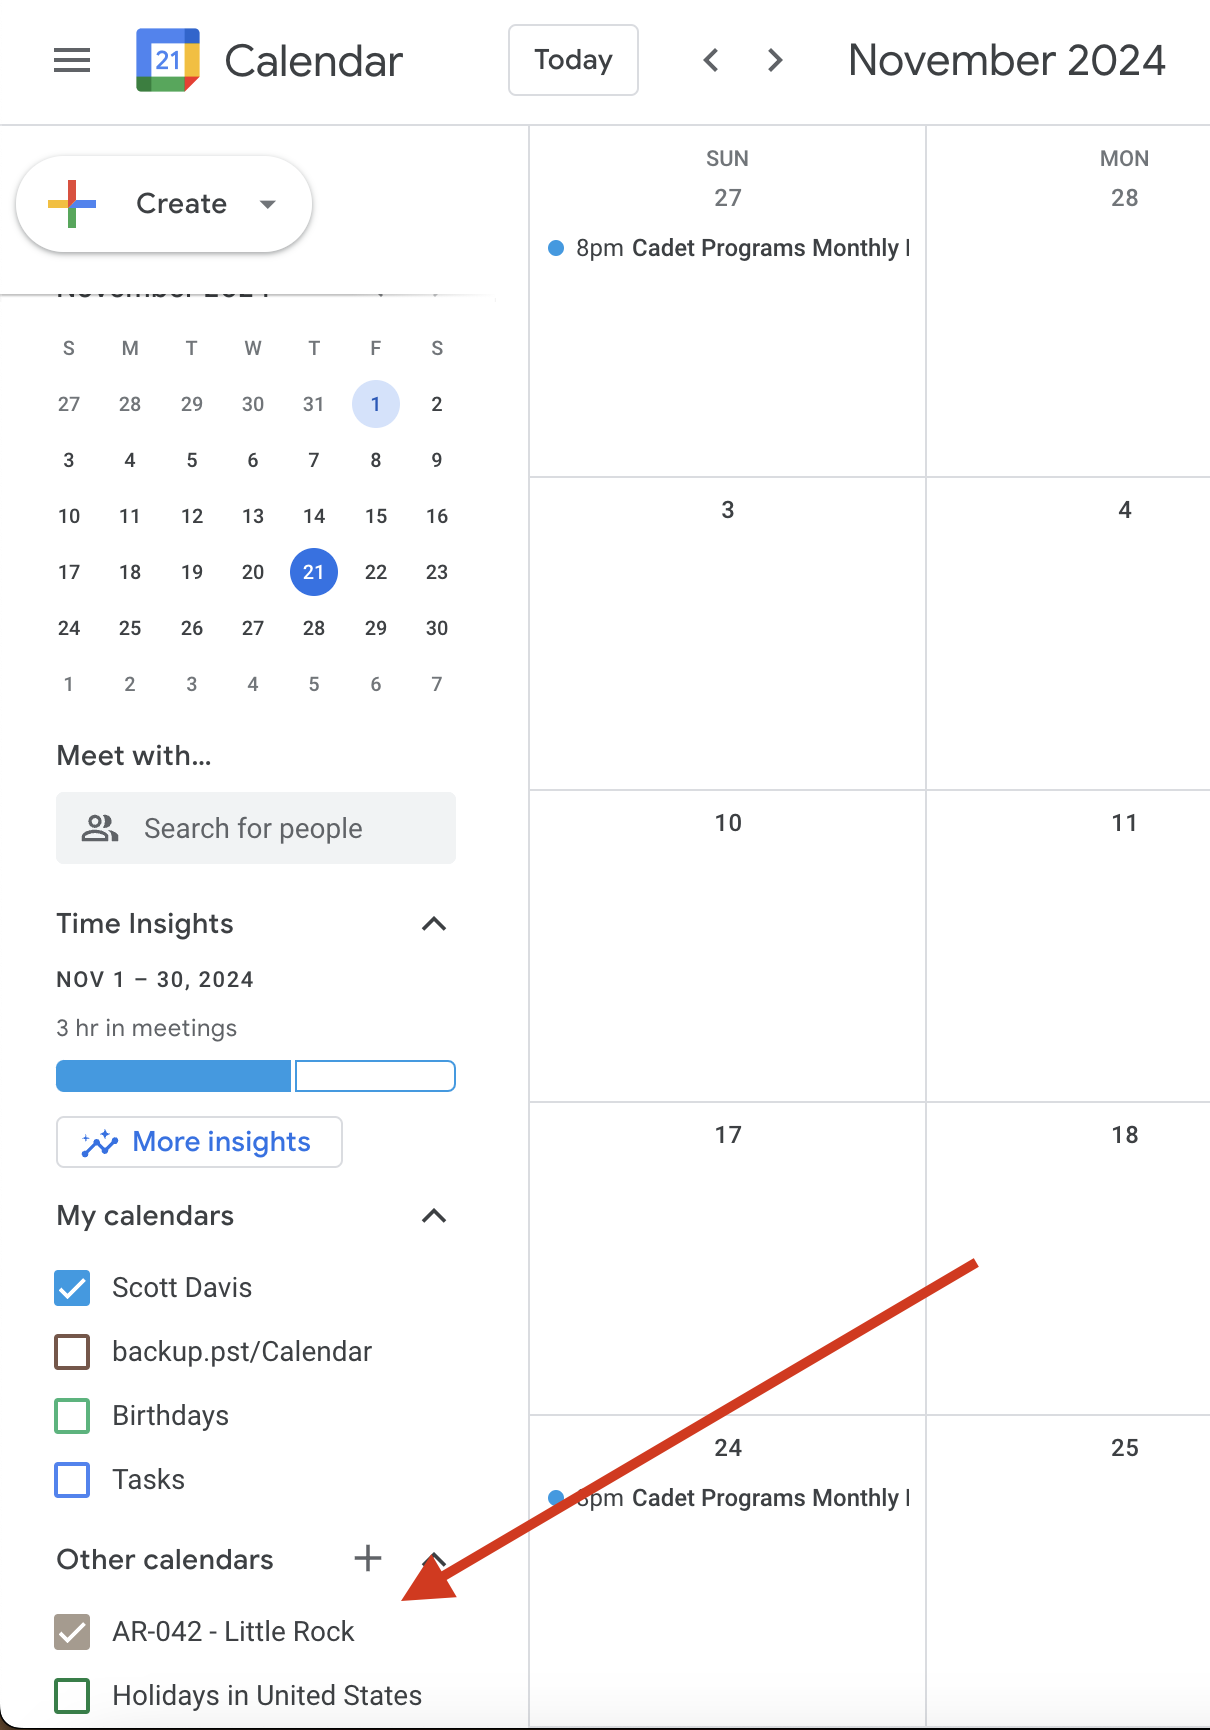 21 Calendar Today November 2024
Create
November 2024
S M T W T F S
27 28 29 30 31 1 2
3 4 5 6 7 8 9
10 11 12 13 14 15 16
17 18 19 20 21 22 23
24 25 26 27 28 29 30
1 2 3 4 5 6 7
Meet with...
Search for people
Time Insights
NOV 1 – 30, 2024
3 hr in meetings
More insights
My calendars
Scott Davis
backup.pst/Calendar
Birthdays
Tasks
Other calendars
AR-042 - Little Rock
Holidays in United States
SUN MON
27 28
8pm Cadet Programs Monthly
3 4
10 11
17 18
24 25
8pm Cadet Programs Monthly